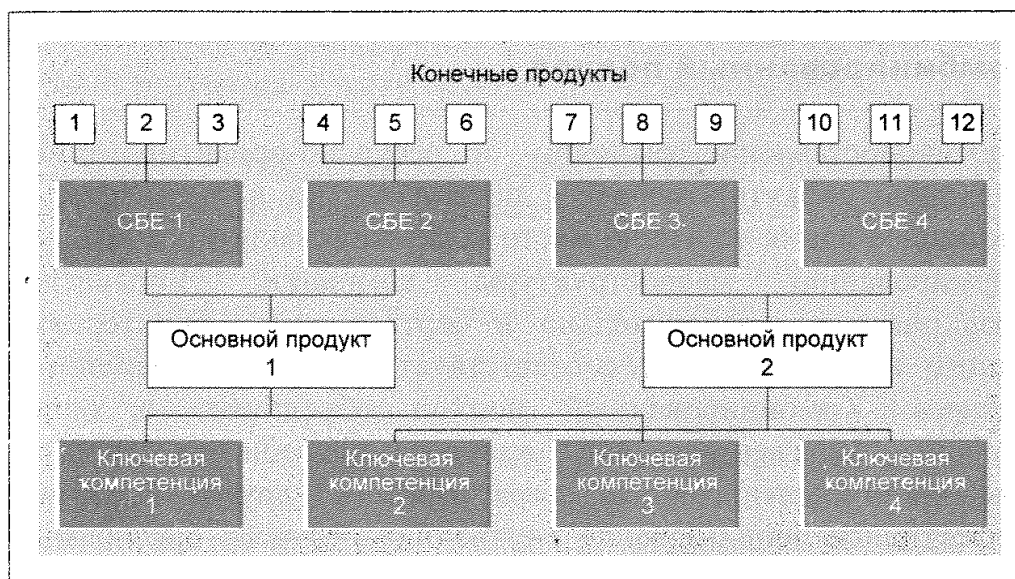 Конечные продукты
1 2 3 4 5 6 7 8 9 10 11 12
СБЕ 1 СБЕ 2 СБЕ 3 СБЕ 4
Основной продукт
1
Основной продукт
2
Ключевая
компетенция
1
Ключевая
компетенция
2
Ключевая
компетенция
3
Ключевая
компетенция
4